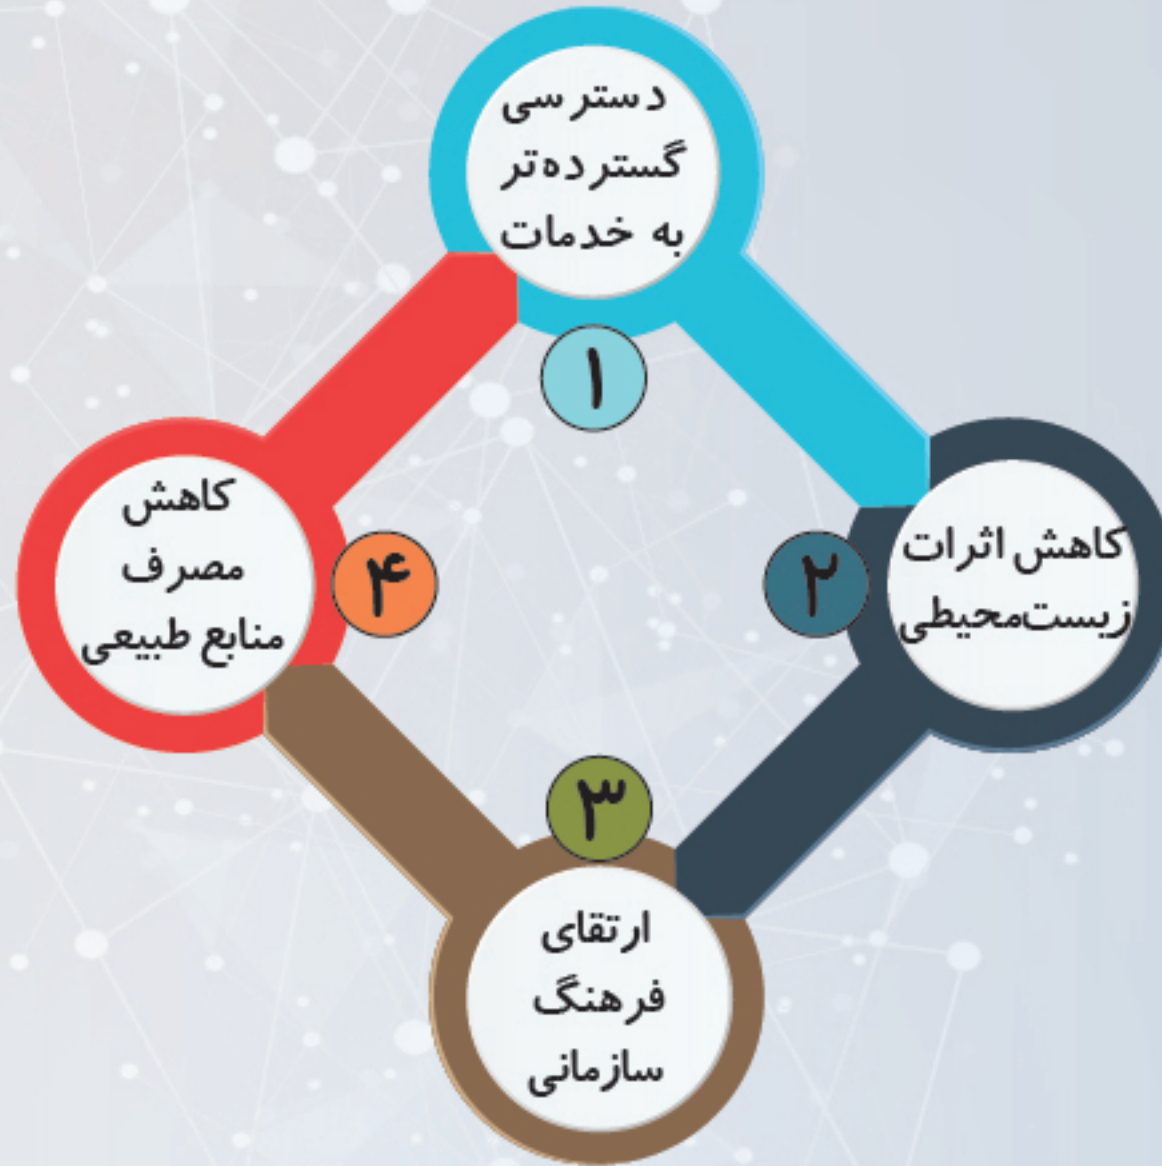 دسترسی
گسترده‌تر
به خدمات
۱
کاهش اثرات
زیست‌محیطی
۲
ارتقای
فرهنگ
سازمانی
۳
کاهش
مصرف
منابع طبیعی
۴